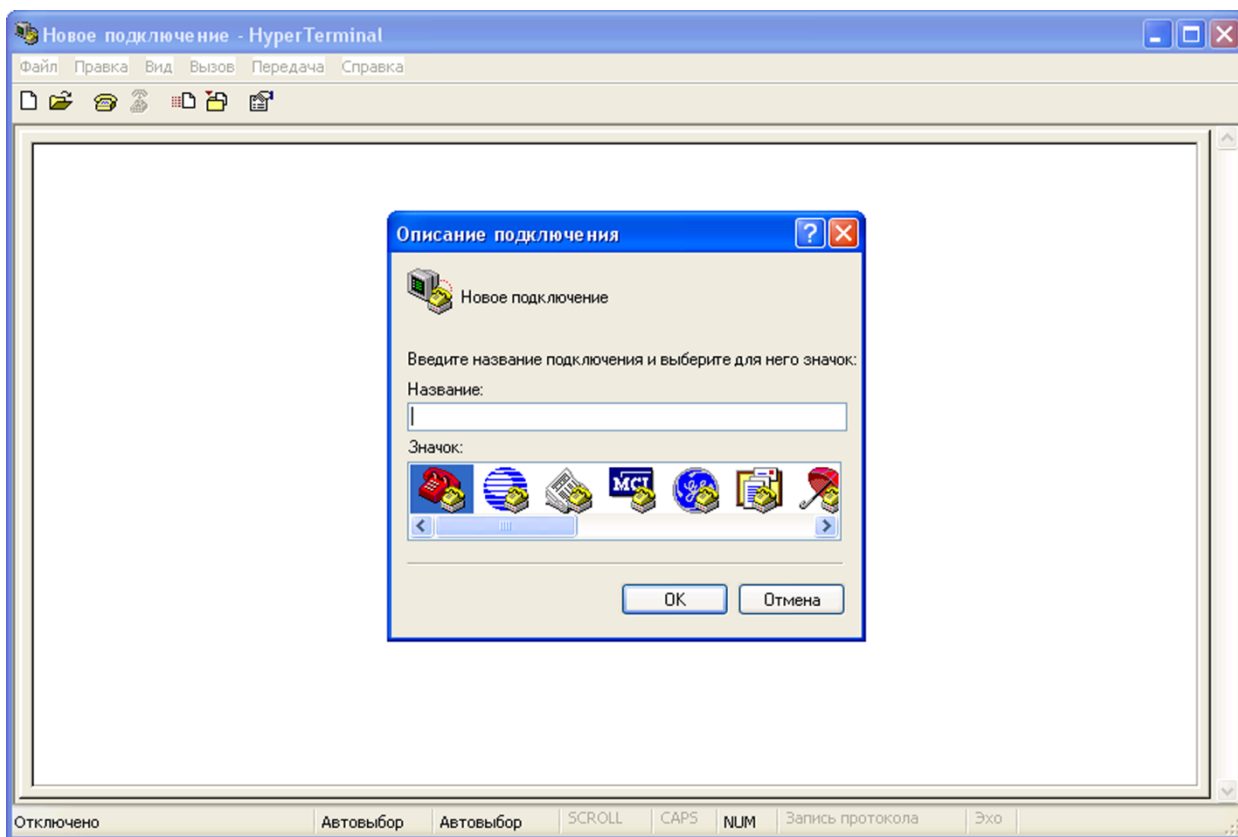 Новое подключение - HyperTerminal
Файл Правка Вид Вызов Передача Справка
Описание подключения
Новое подключение
Введите название подключения и выберите для него значок:
Название:
Значок:
MCI
OK Отмена
Отключено Автовыбор Автовыбор SCROLL CAPS NUM Запись протокола Эхо